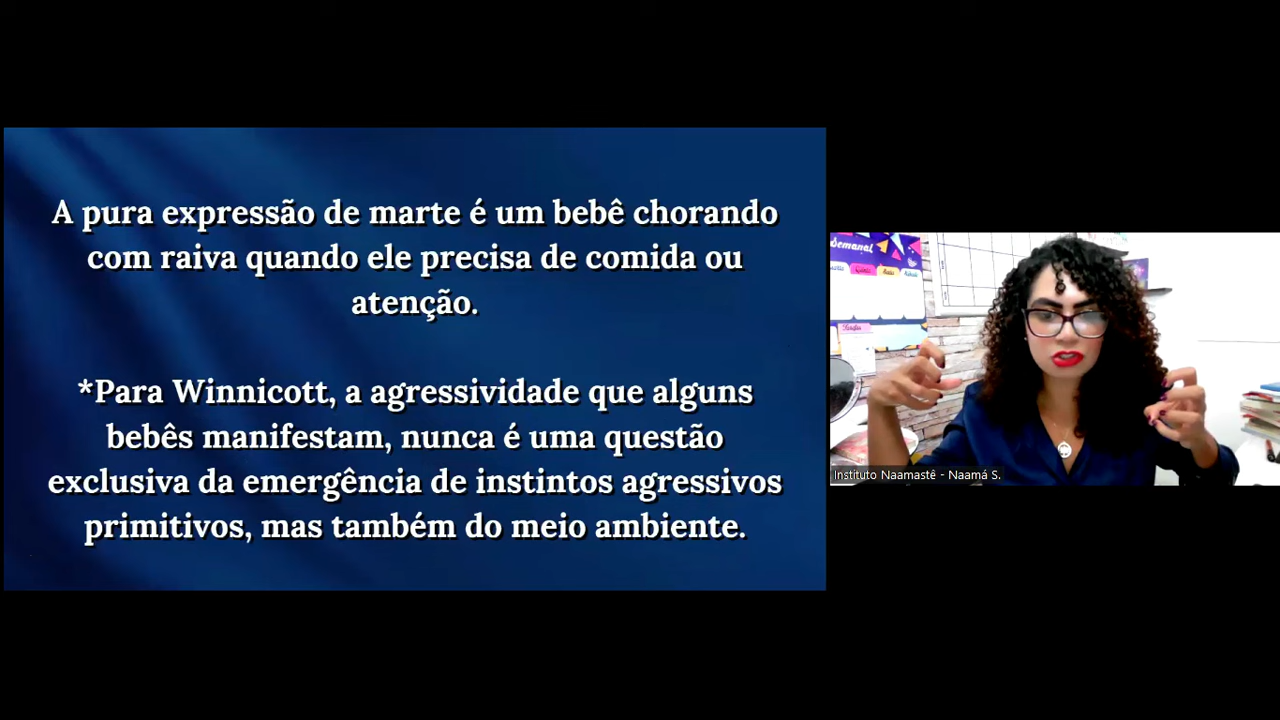 A pura expressão de marte é um bebê chorando
com raiva quando ele precisa de comida ou
atenção.
*Para Winnicott, a agressividade que alguns
bebês manifestam, nunca é uma questão
exclusiva da emergência de instintos agressivos
primitivos, mas também do meio ambiente.
Semanal
Instituto Naamastê - Naamá S.